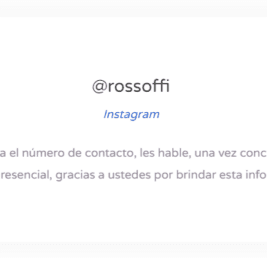 @rossoffi
Instagram
a el número de contacto, les hable, una vez conc
resencial, gracias a ustedes por brindar esta info